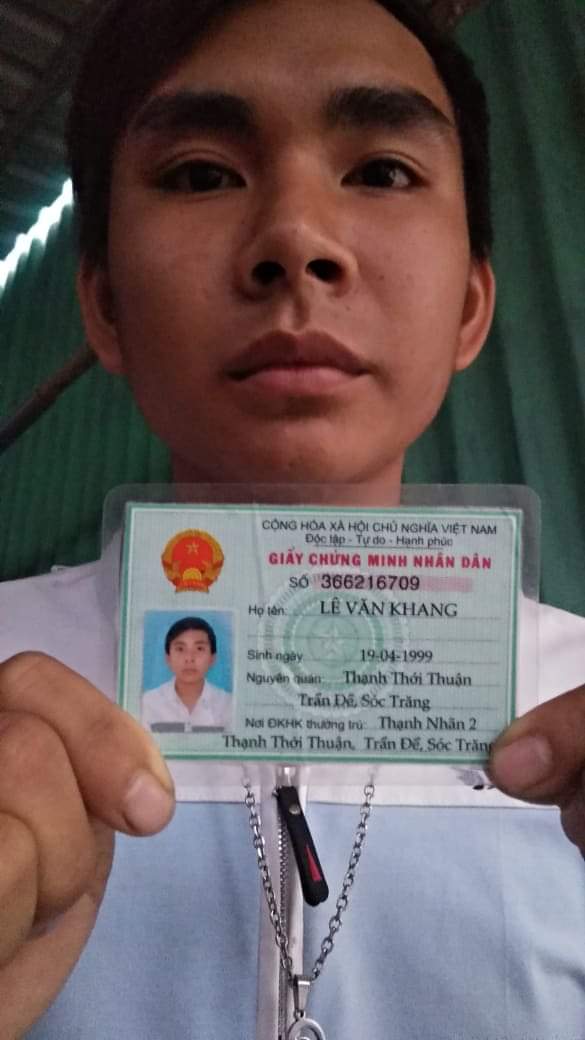 CỘNG HÒA XÃ HỘI CHỦ NGHĨA VIỆT NAM
Độc lập - Tự do - Hạnh phúc
GIẤY CHỨNG MINH NHÂN DÂN
SỐ 366216709
Họ tên: LÊ VĂN KHANG
Sinh ngày 19-04-1999
Nguyên quán: Thạnh Thới Thuận
Trần Đề, Sóc Trăng
Nơi ĐKHK thường trú: Thạnh Nhãn 2
Thạnh Thới Thuận, Trần Đề, Sóc Trăng